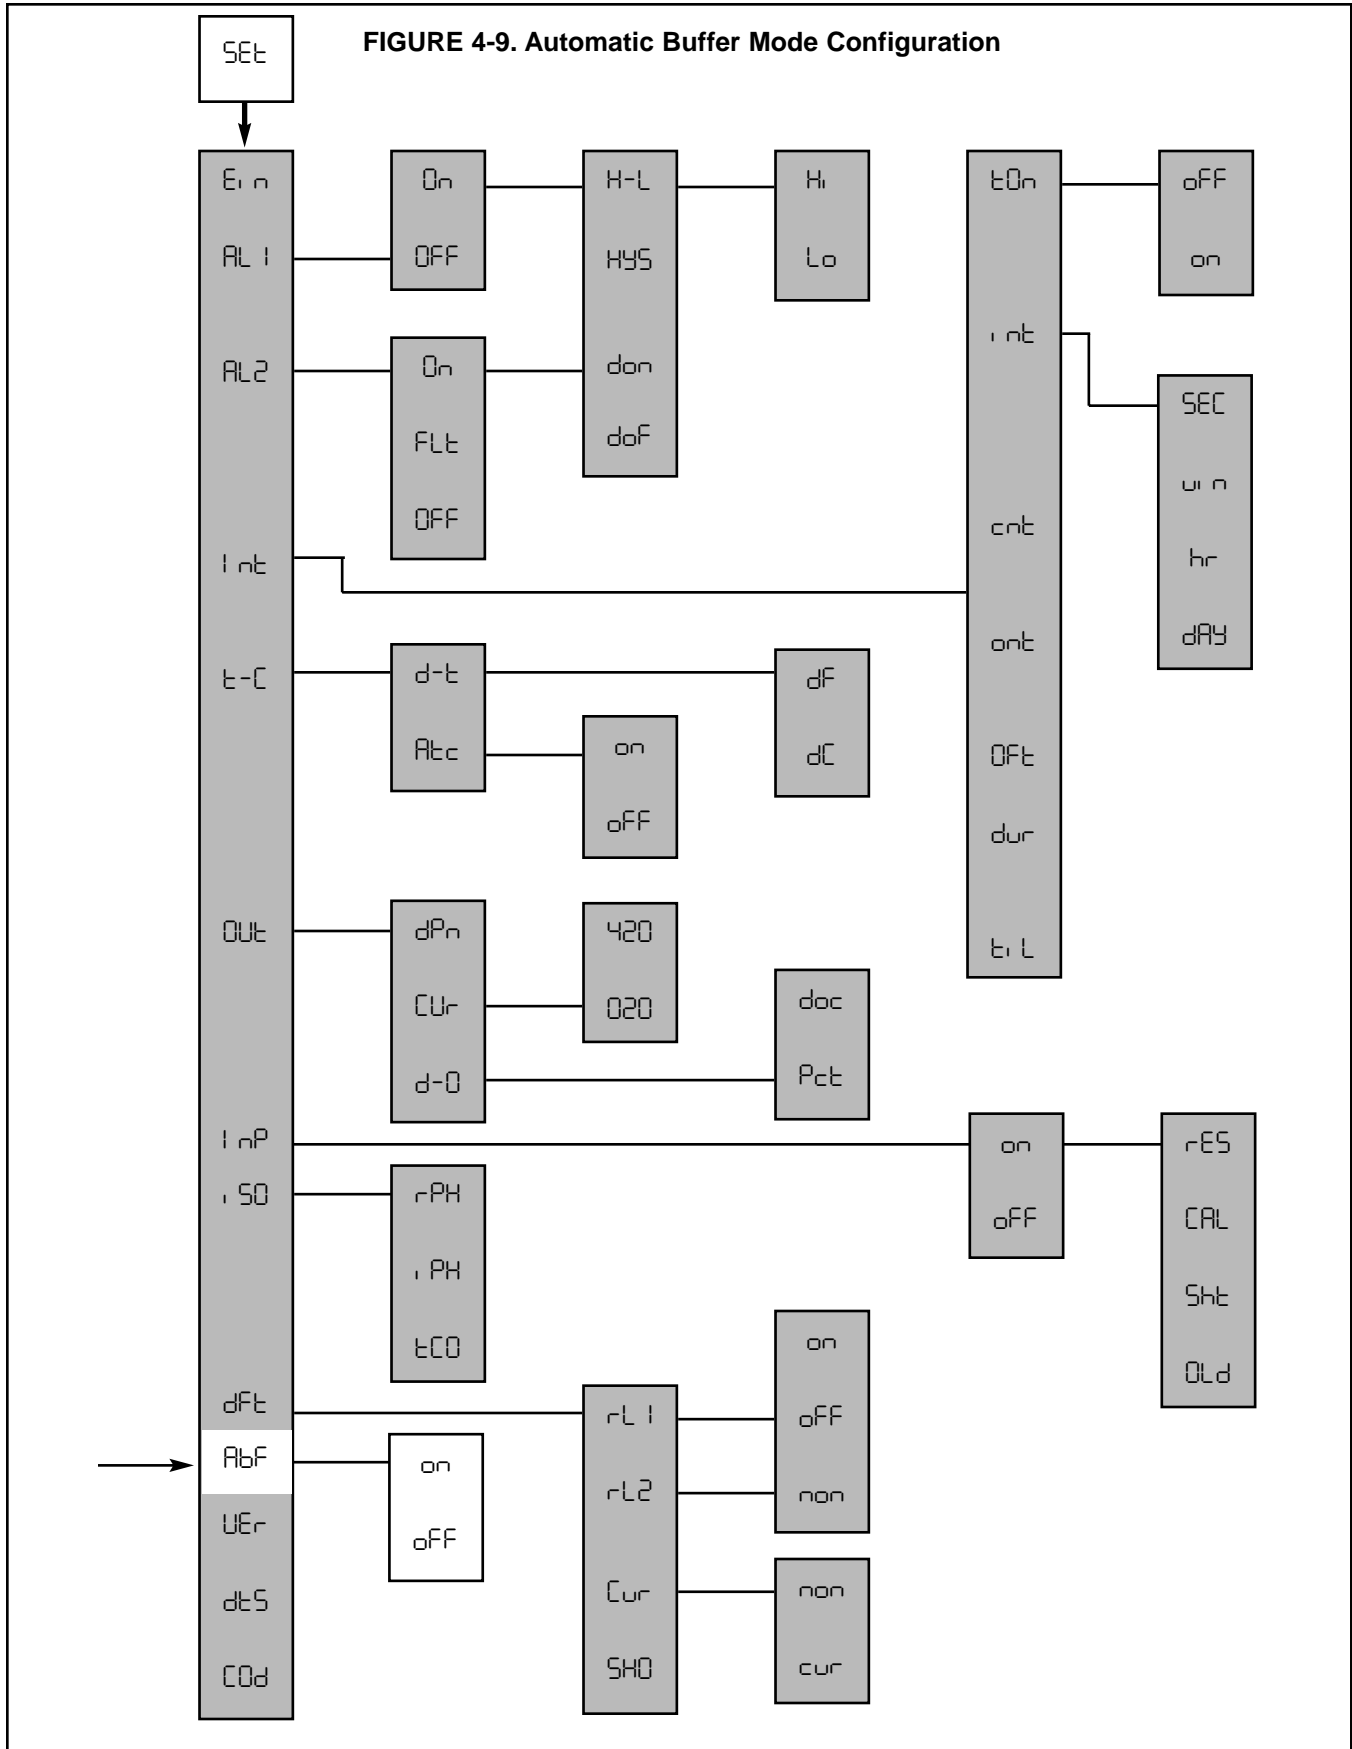 FIGURE 4-9. Automatic Buffer Mode Configuration
SEt
Ein
AL1
AL2
Int
t-C
OUt
InP
iSO
dFt
AbF
UEr
dtS
COd
On
OFF
On
FLt
OFF
H-L
HYS
don
doF
Hi
Lo
tOn
int
cnt
ont
OFt
dur
tiL
oFF
on
SEC
uin
hr
dAY
d-t
Atc
on
oFF
dF
dC
dPn
CUr
d-O
420
020
doc
Pct
on
oFF
rES
CAL
Sht
OLd
rPH
iPH
tCO
rL1
rL2
Cur
SHO
on
oFF
non
non
cur
on
oFF